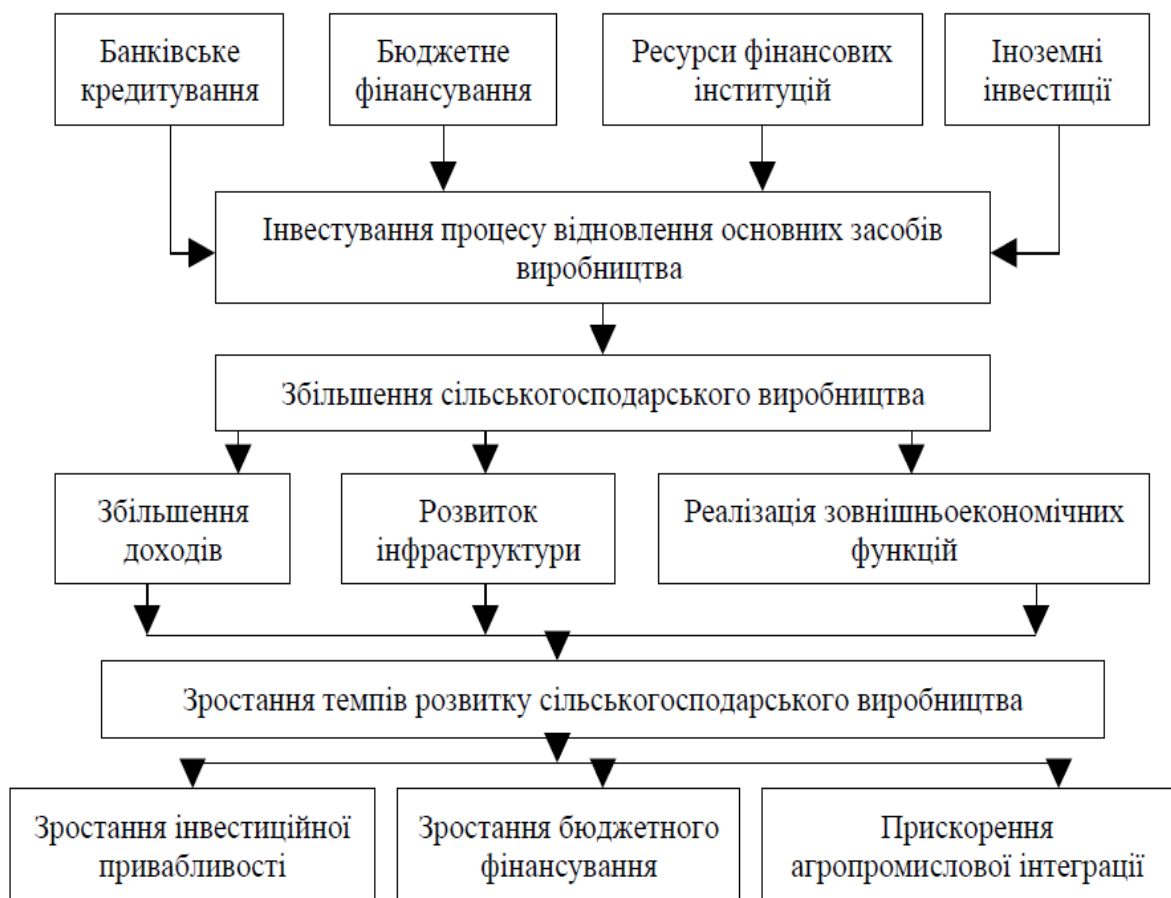 Банківське
кредитування
Бюджетне
фінансування
Ресурси фінансових
інституцій
Іноземні
інвестиції
Інвестування процесу відновлення основних засобів
виробництва
Збільшення сільськогосподарського виробництва
Збільшення
доходів
Розвиток
інфраструктури
Реалізація зовнішньоекономічних
функцій
Зростання темпів розвитку сільськогосподарського виробництва
Зростання інвестиційної
привабливості
Зростання бюджетного
фінансування
Прискорення
агропромислової інтеграції